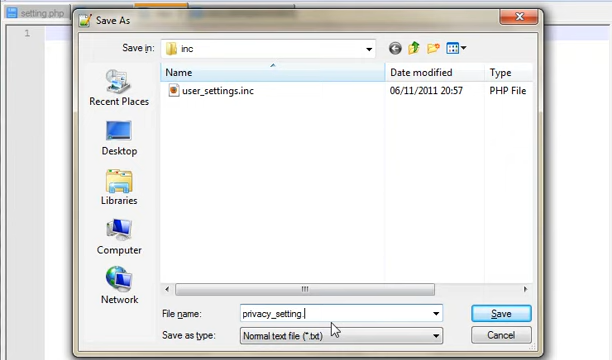 setting.php
Save As
1
Save in:
inc
Name
Date modified
Type
user_settings.inc
06/11/2011 20:57
PHP File
Recent Places
Desktop
Libraries
Computer
Network
File name:
privacy_setting.
Save
Save as type:
Normal text file (*.txt)
Cancel